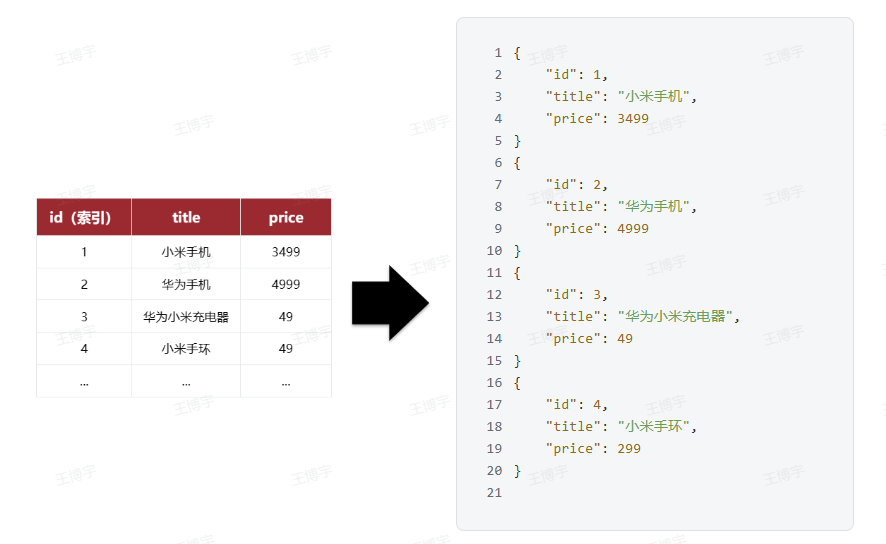 id（索引） title price
1 小米手机 3499
2 华为手机 4999
3 华为小米充电器 49
4 小米手环 49
... ... ...
1 {
2     "id": 1,
3     "title": "小米手机",
4     "price": 3499
5 }
6 {
7     "id": 2,
8     "title": "华为手机",
9     "price": 4999
10 }
11 {
12     "id": 3,
13     "title": "华为小米充电器",
14     "price": 49
15 }
16 {
17     "id": 4,
18     "title": "小米手环",
19     "price": 299
20 }
21
王博宇